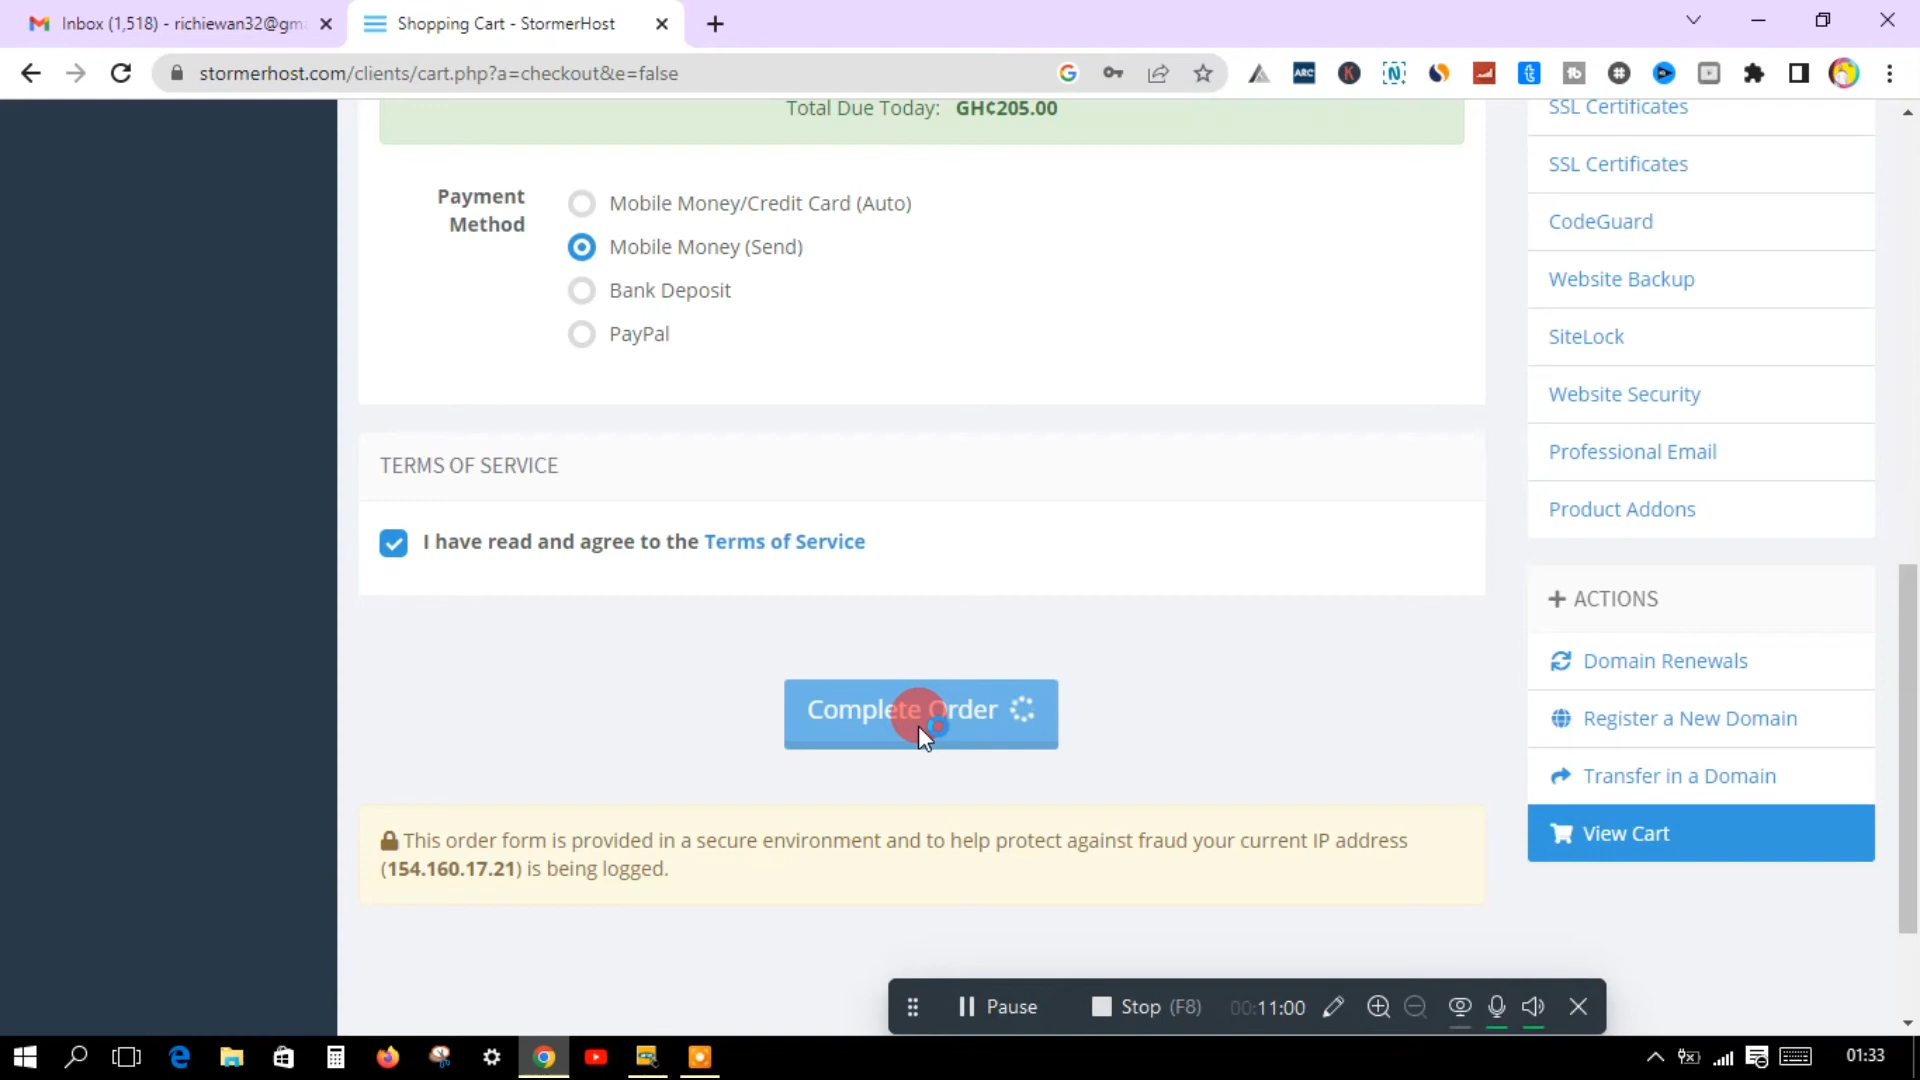 Inbox (1,518) - richiewan32@gm
Shopping Cart - StormerHost
stormerhost.com/clients/cart.php?a=checkout&e=false
ARC
Total Due Today: GH¢205.00
Payment Method
Mobile Money/Credit Card (Auto)
Mobile Money (Send)
Bank Deposit
PayPal
TERMS OF SERVICE
I have read and agree to the Terms of Service
Complete Order
This order form is provided in a secure environment and to help protect against fraud your current IP address
(154.160.17.21) is being logged.
SSL Certificates
SSL Certificates
CodeGuard
Website Backup
SiteLock
Website Security
Professional Email
Product Addons
ACTIONS
Domain Renewals
Register a New Domain
Transfer in a Domain
View Cart
Pause
Stop (F8)
00:11:00
01:33